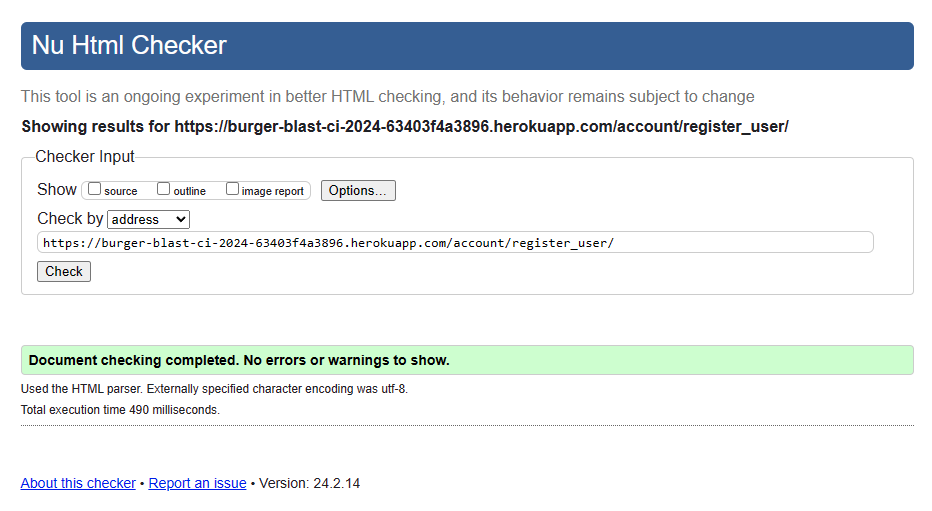 Nu Html Checker
This tool is an ongoing experiment in better HTML checking, and its behavior remains subject to change
Showing results for https://burger-blast-ci-2024-63403f4a3896.herokuapp.com/account/register_user/
Checker Input
Show source outline image report Options...
Check by address
https://burger-blast-ci-2024-63403f4a3896.herokuapp.com/account/register_user/
Check
Document checking completed. No errors or warnings to show.
Used the HTML parser. Externally specified character encoding was utf-8.
Total execution time 490 milliseconds.
About this checker • Report an issue • Version: 24.2.14